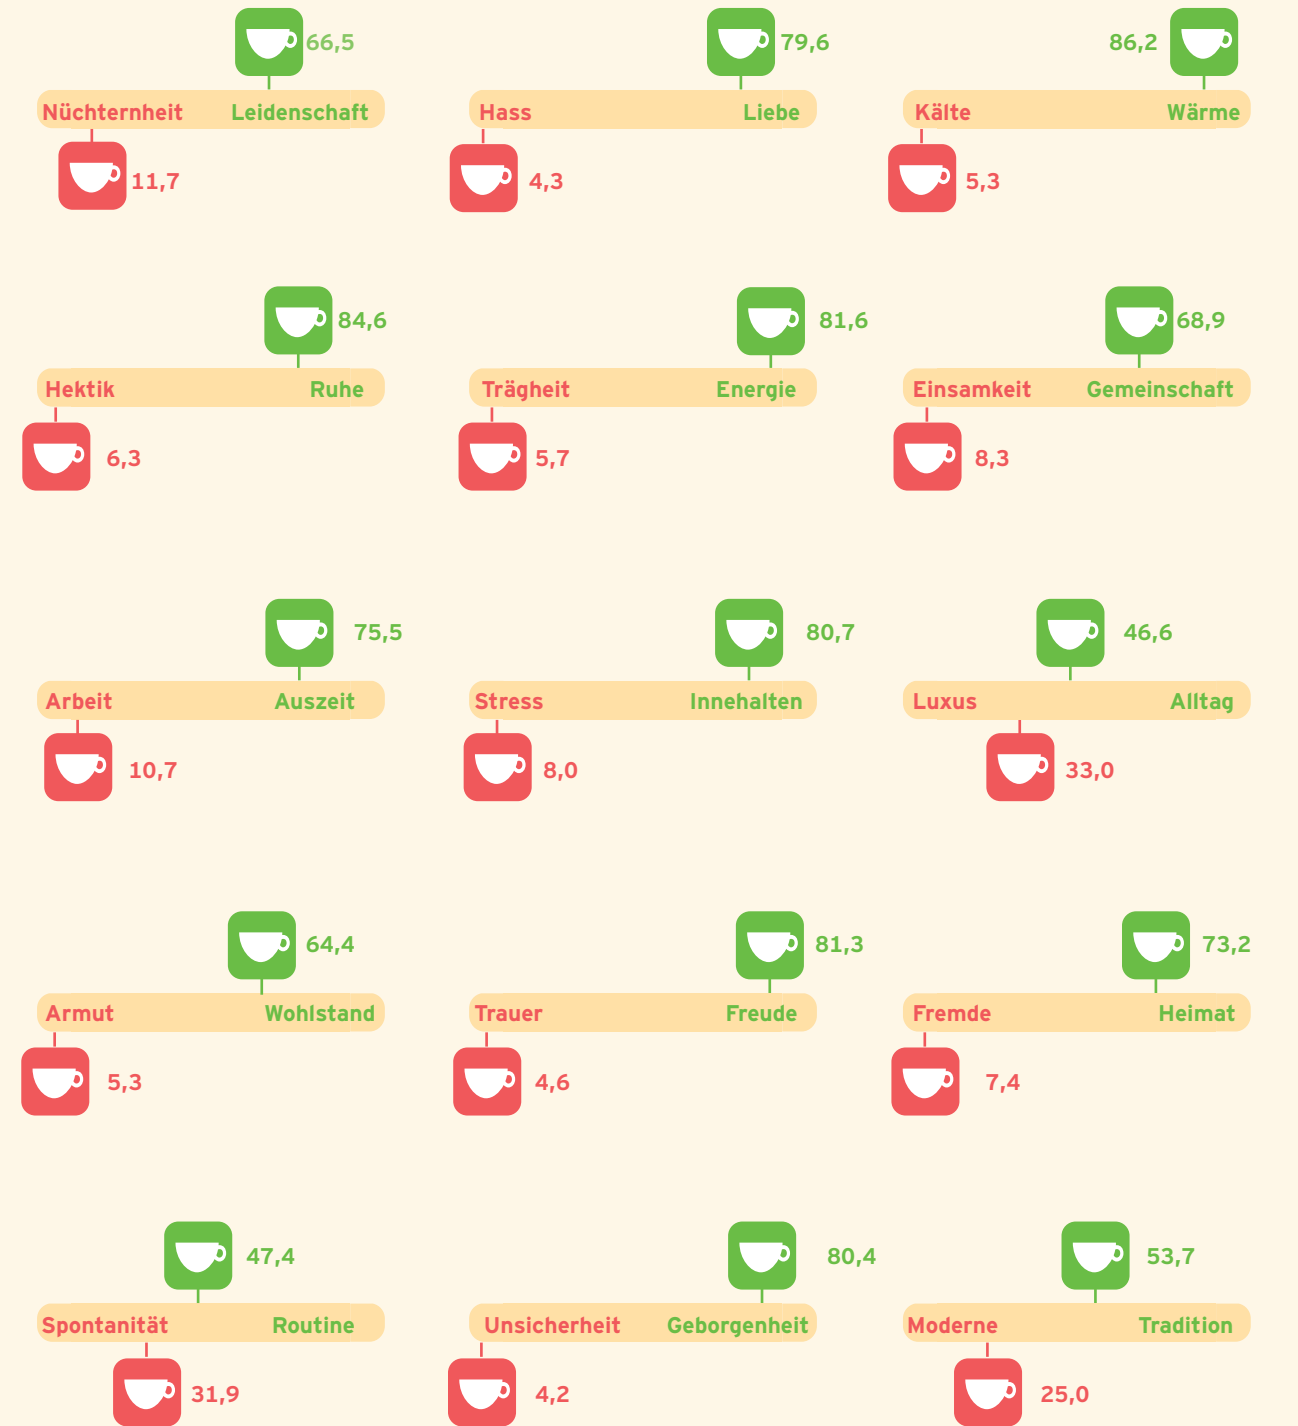 66,5
79,6
86,2
Nüchternheit Leidenschaft
Hass Liebe
Kälte Wärme
11,7
4,3
5,3
84,6
81,6
68,9
Hektik Ruhe
Trägheit Energie
Einsamkeit Gemeinschaft
6,3
5,7
8,3
75,5
80,7
46,6
Arbeit Auszeit
Stress Innehalten
Luxus Alltag
10,7
8,0
33,0
64,4
81,3
73,2
Armut Wohlstand
Trauer Freude
Fremde Heimat
5,3
4,6
7,4
47,4
80,4
53,7
Spontanität Routine
Unsicherheit Geborgenheit
Moderne Tradition
31,9
4,2
25,0